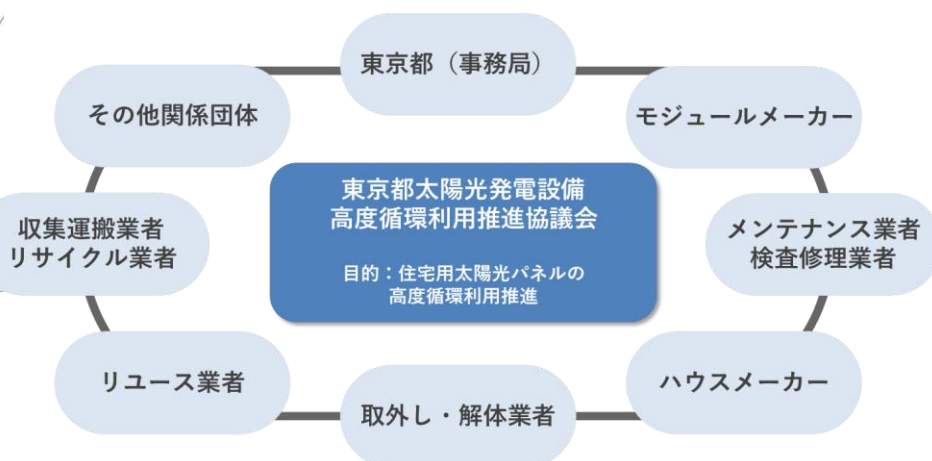 東京都（事務局）
その他関係団体
モジュールメーカー
東京都太陽光発電設備
高度循環利用推進協議会
目的：住宅用太陽光パネルの
高度循環利用推進
収集運搬業者
リサイクル業者
メンテナンス業者
検査修理業者
リユース業者
ハウスメーカー
取外し・解体業者